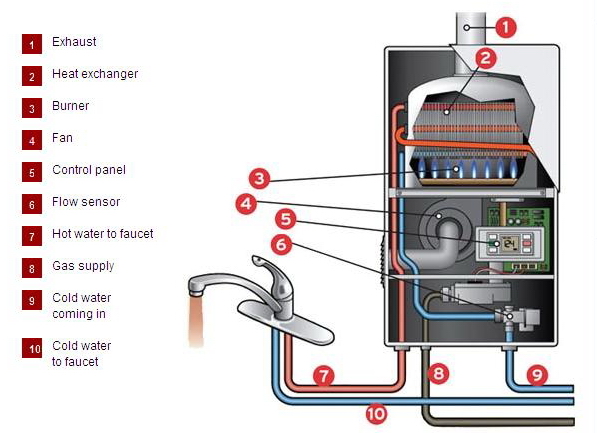 1 Exhaust
2 Heat exchanger
3 Burner
4 Fan
5 Control panel
6 Flow sensor
7 Hot water to faucet
8 Gas supply
9 Cold water
coming in
10 Cold water
to faucet
1
2
3
4
5
124
6
7
8
9
10